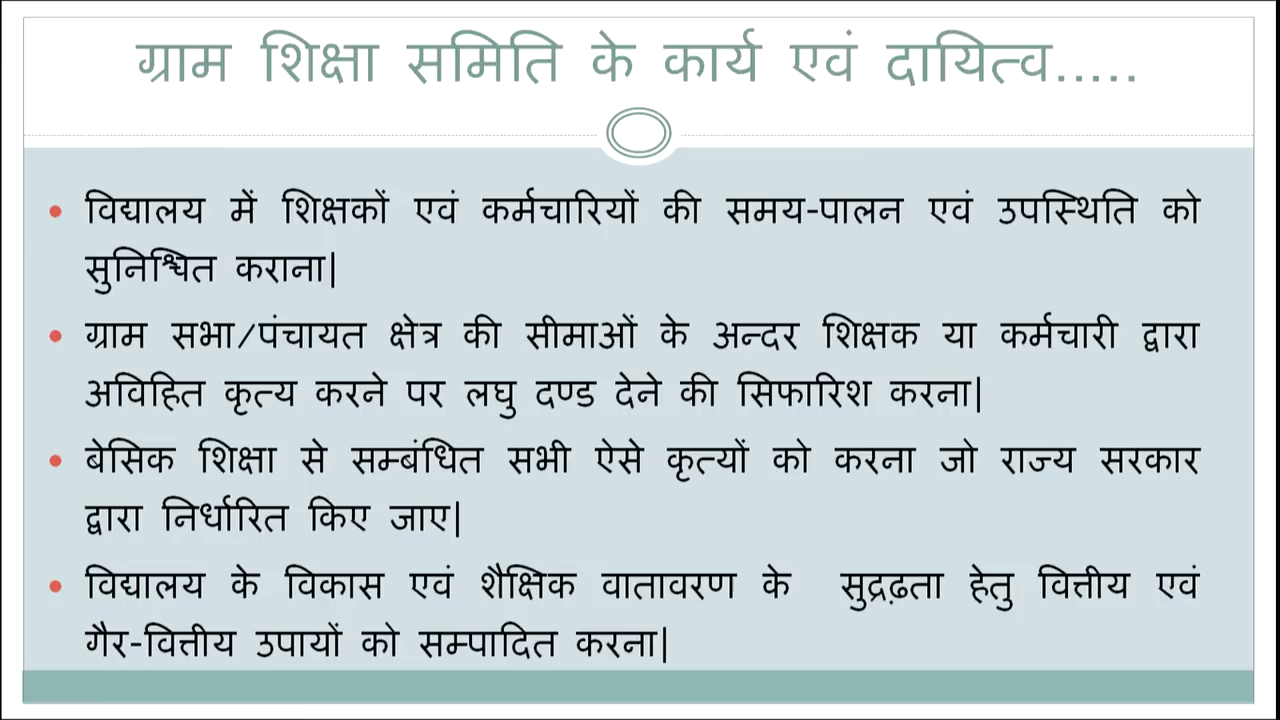 ग्राम शिक्षा समिति के कार्य एवं दायित्व.....
• विद्यालय में शिक्षकों एवं कर्मचारियों की समय-पालन एवं उपस्थिति को
सुनिश्चित कराना|
• ग्राम सभा/पंचायत क्षेत्र की सीमाओं के अन्दर शिक्षक या कर्मचारी द्वारा
अविहित कृत्य करने पर लघु दण्ड देने की सिफारिश करना|
• बेसिक शिक्षा से सम्बंधित सभी ऐसे कृत्यों को करना जो राज्य सरकार
द्वारा निर्धारित किए जाए|
• विद्यालय के विकास एवं शैक्षिक वातावरण के सुद्रढ़ता हेतु वित्तीय एवं
गैर-वित्तीय उपायों को सम्पादित करना|